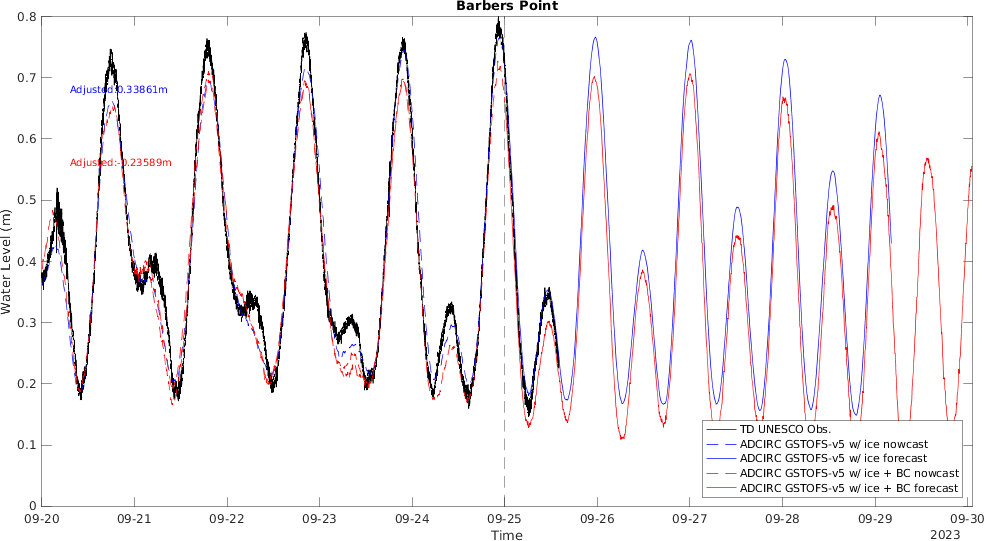 Barbers Point
0.8
0.7
0.6
0.5
0.4
0.3
0.2
0.1
0
Water Level (m)
Adjusted:0.33861m
Adjusted:-0.23589m
TD UNESCO Obs.
ADCIRC GSTOFS-v5 w/ ice nowcast
ADCIRC GSTOFS-v5 w/ ice forecast
ADCIRC GSTOFS-v5 w/ ice + BC nowcast
ADCIRC GSTOFS-v5 w/ ice + BC forecast
09-20 09-21 09-22 09-23 09-24 09-25 09-26 09-27 09-28 09-29 09-30
Time
2023